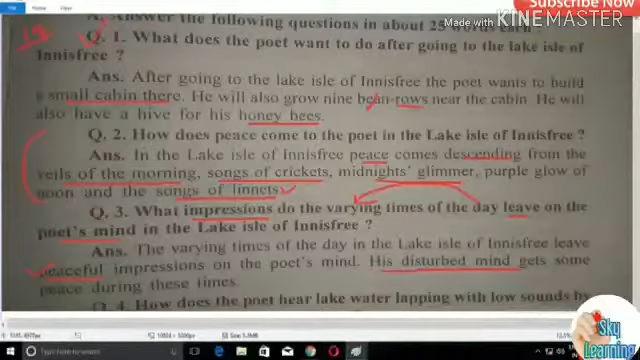 SUBSCRIBE
Made with KINEMASTER
A. Answer the following questions in about 25 words each :
19
Q. 1. What does the poet want to do after going to the lake isle of
Innisfree ?
Ans. After going to the lake isle of Innisfree the poet wants to build
a small cabin there. He will also grow nine bean-rows near the cabin. He will
also have a hive for his honey bees.
Q. 2. How does peace come to the poet in the Lake isle of Innisfree ?
Ans. In the Lake isle of Innisfree peace comes descending from the
veils of the morning, songs of crickets, midnights' glimmer, purple glow of
noon and the songs of linnets
Q. 3. What impressions do the varying times of the day leave on the
poet's mind in the Lake isle of Innisfree ?
Ans. The varying times of the day in the Lake isle of Innisfree leave
peaceful impressions on the poet's mind. His disturbed mind gets some
peace during these times.
Q. 4. How does the poet hear lake water lapping with low sounds by
Type here to search
Sky
Learning